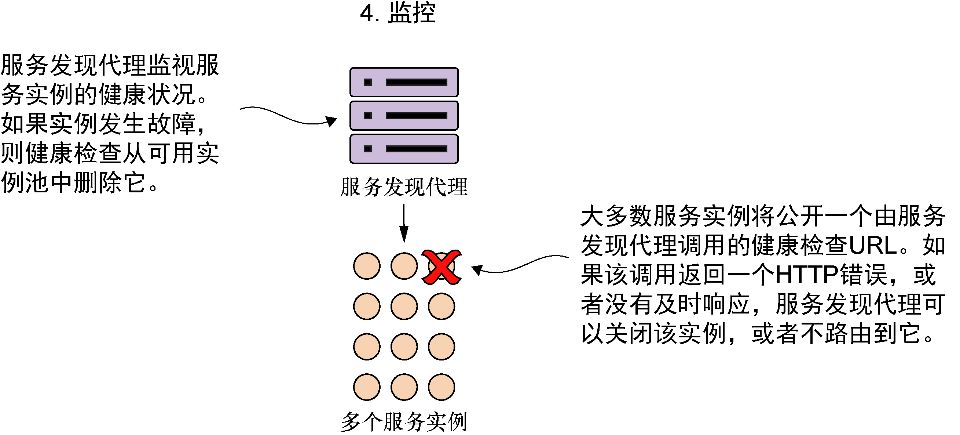 4. 监控
服务发现代理监视服
务实例的健康状况。
如果实例发生故障，
则健康检查从可用实
例池中删除它。
服务发现代理
大多数服务实例将公开一个由服务
发现代理调用的健康检查URL。如
果该调用返回一个HTTP错误，或
者没有及时响应，服务发现代理可
以关闭该实例，或者不路由到它。
多个服务实例